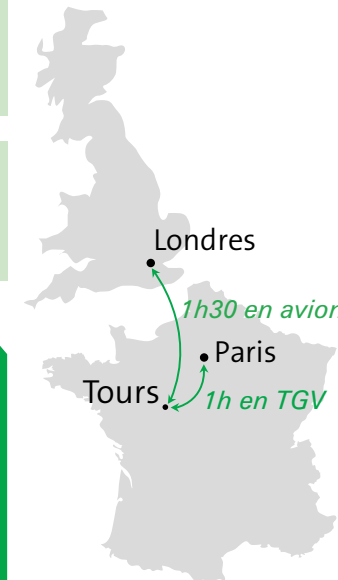 Londres
1h30 en avion
Paris
Tours
1h en TGV